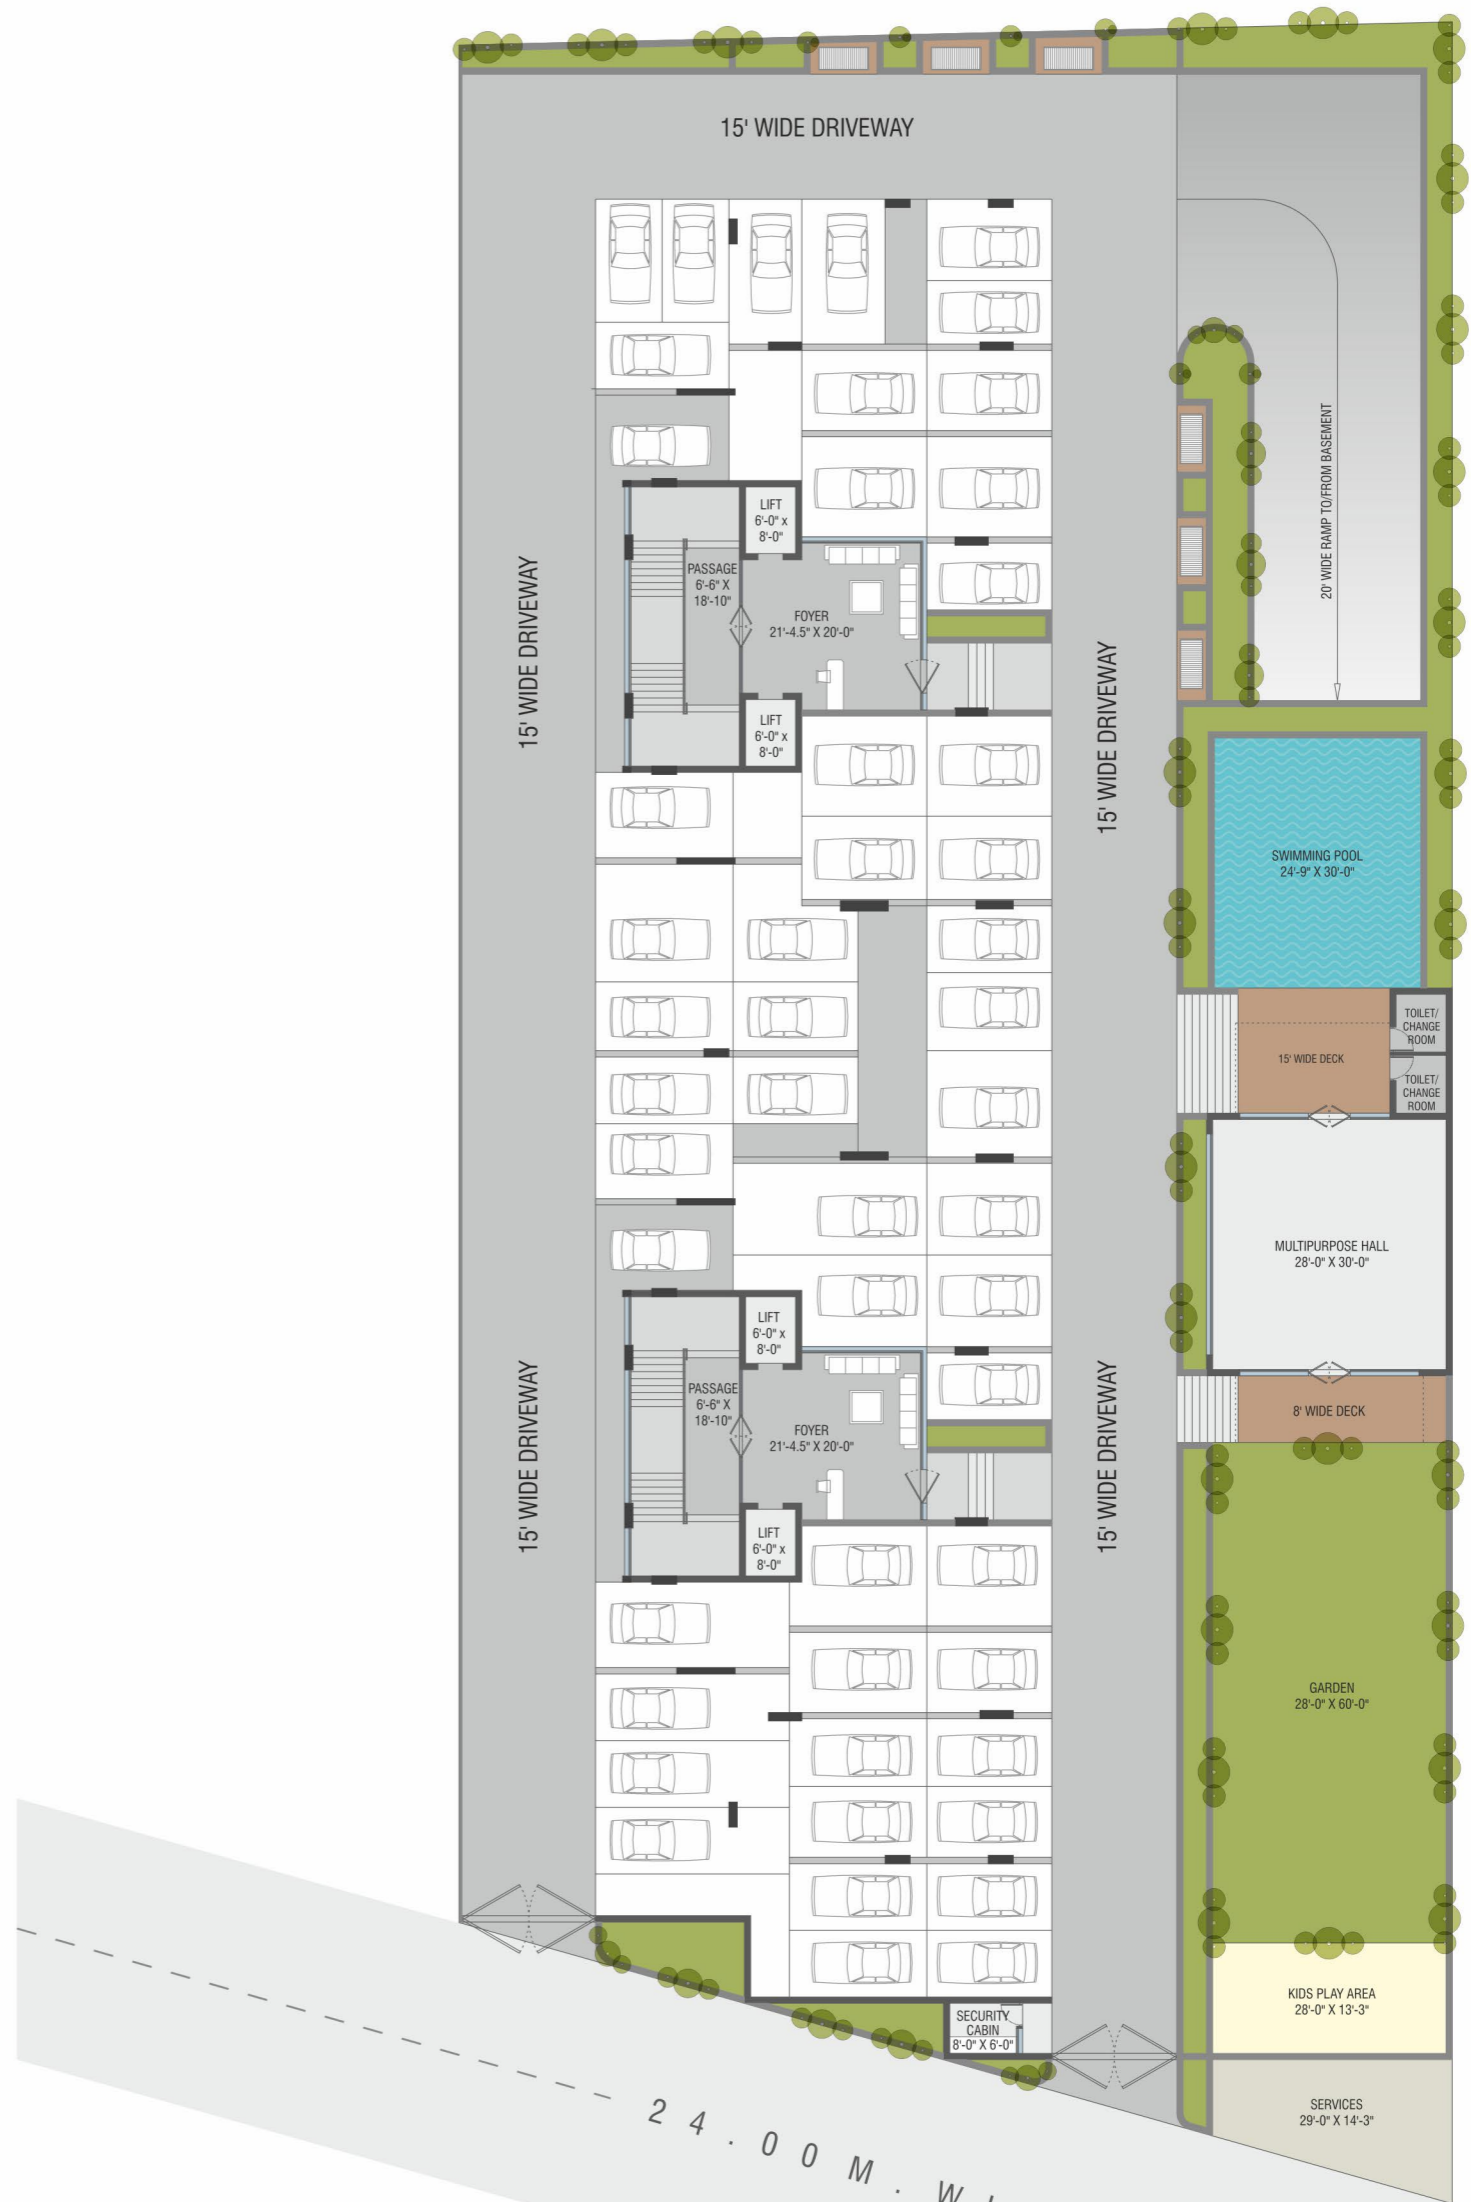 15' WIDE DRIVEWAY
20' WIDE RAMP TO/FROM BASEMENT
LIFT
6'-0" x
8'-0"
PASSAGE
6'-6" X
18'-10"
FOYER
21'-4.5" X 20'-0"
15' WIDE DRIVEWAY
15' WIDE DRIVEWAY
LIFT
6'-0" x
8'-0"
SWIMMING POOL
24'-9" X 30'-0"
TOILET/
CHANGE
ROOM
15' WIDE DECK
TOILET/
CHANGE
ROOM
MULTIPURPOSE HALL
28'-0" X 30'-0"
LIFT
6'-0" x
8'-0"
PASSAGE
6'-6" X
18'-10"
8' WIDE DECK
FOYER
21'-4.5" X 20'-0"
15' WIDE DRIVEWAY
15' WIDE DRIVEWAY
LIFT
6'-0" x
8'-0"
GARDEN
28'-0" X 60'-0"
KIDS PLAY AREA
28'-0" X 13'-3"
SECURITY
CABIN
8'-0" X 6'-0"
SERVICES
29'-0" X 14'-3"
24.00 M.